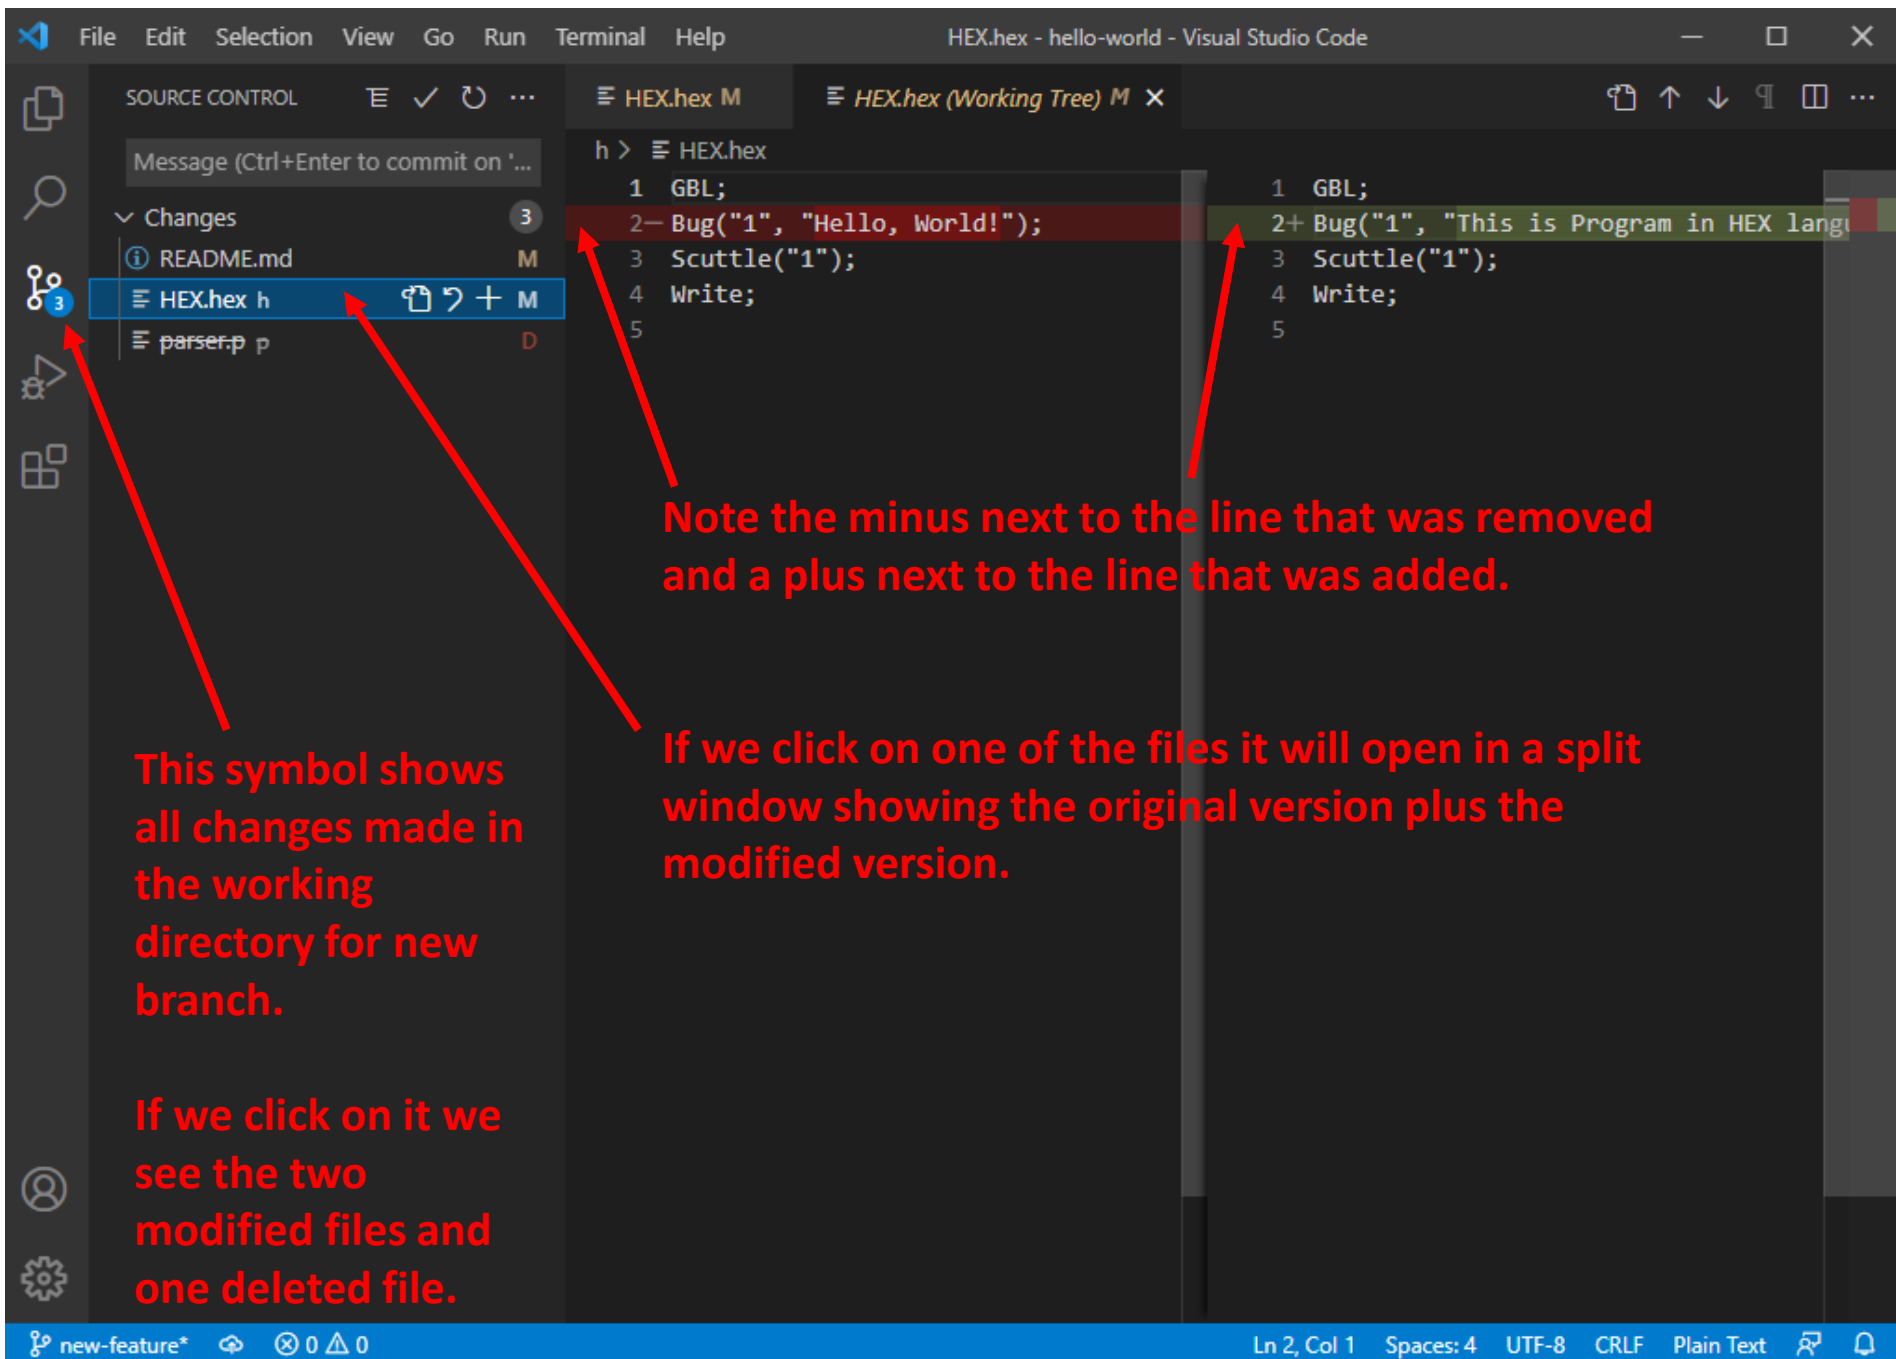 File Edit Selection View Go Run Terminal Help HEX.hex - hello-world - Visual Studio Code
SOURCE CONTROL
Message (Ctrl+Enter to commit on '...
Changes 3
README.md M
HEX.hex h M
parser.p p D
3
HEX.hex M HEX.hex (Working Tree) M
h > HEX.hex
1 GBL;
2− Bug("1", "Hello, World!");
3 Scuttle("1");
4 Write;
5
1 GBL;
2+ Bug("1", "This is Program in HEX langu
3 Scuttle("1");
4 Write;
5
Note the minus next to the line that was removed
and a plus next to the line that was added.
If we click on one of the files it will open in a split
window showing the original version plus the
modified version.
This symbol shows
all changes made in
the working
directory for new
branch.
If we click on it we
see the two
modified files and
one deleted file.
new-feature* 0 0 Ln 2, Col 1 Spaces: 4 UTF-8 CRLF Plain Text